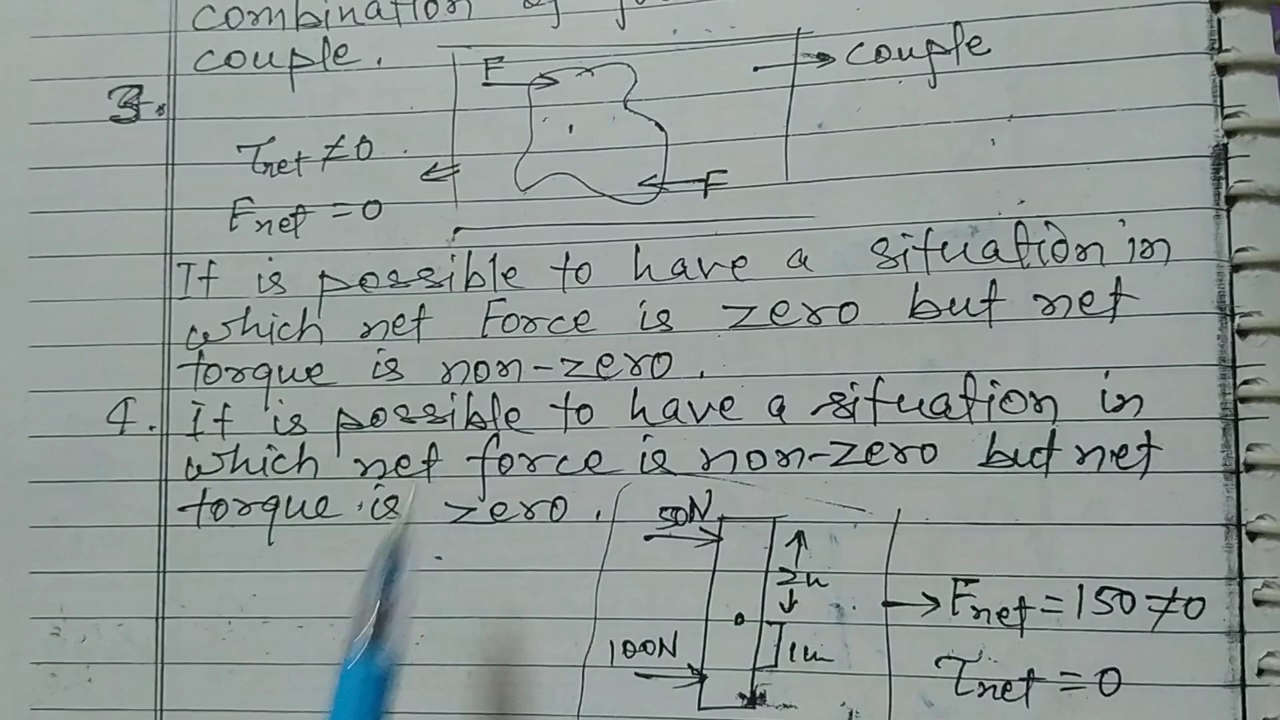 combination of
couple.
F
→ couple
3.
τnet ≠ 0
F
Fnet = 0
It is possible to have a situation in
which net Force is zero but net
torque is non-zero.
4. It is possible to have a situation in
which net force is non-zero but net
torque is zero.
50N
2m
→ Fnet = 150 ≠ 0
100N
1m
τnet = 0